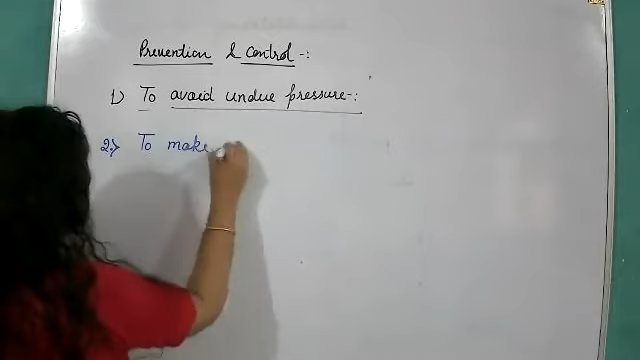 Prevention & Control -:
1) To avoid undue pressure -:
2.) To make